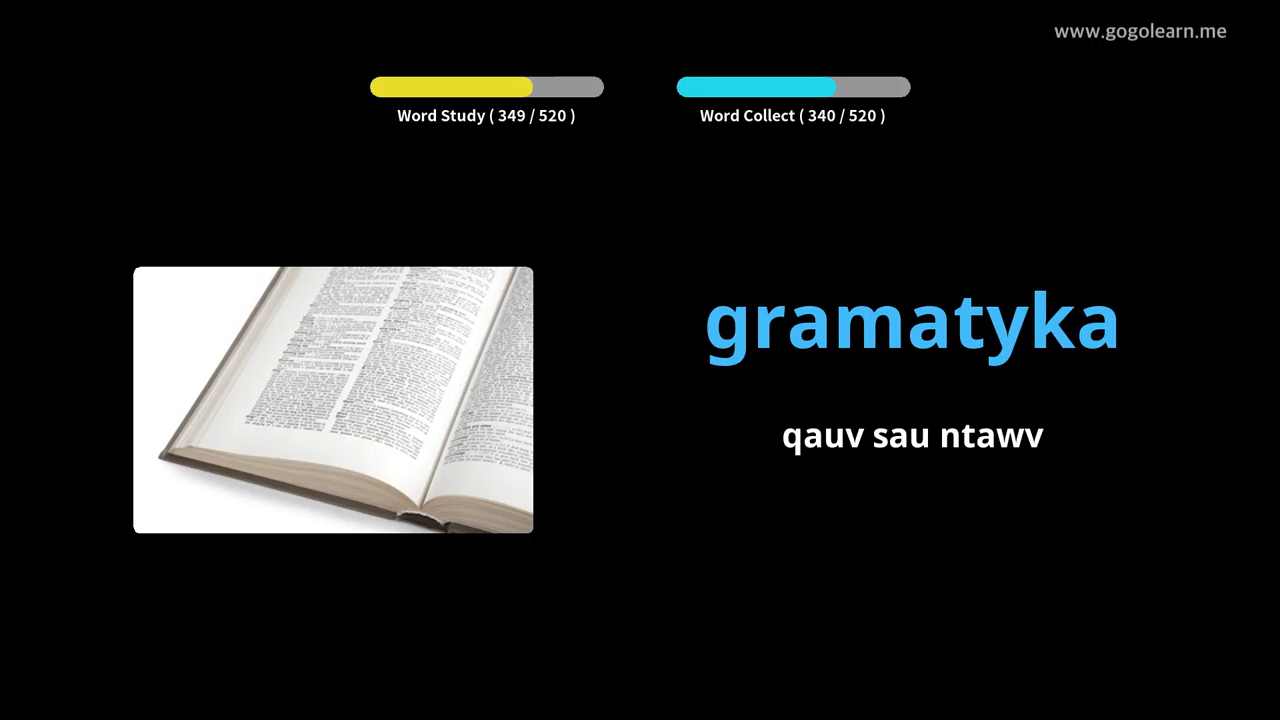 www.gogolearn.me
Word Study ( 349 / 520 )
Word Collect ( 340 / 520 )
gramatyka
qauv sau ntawv